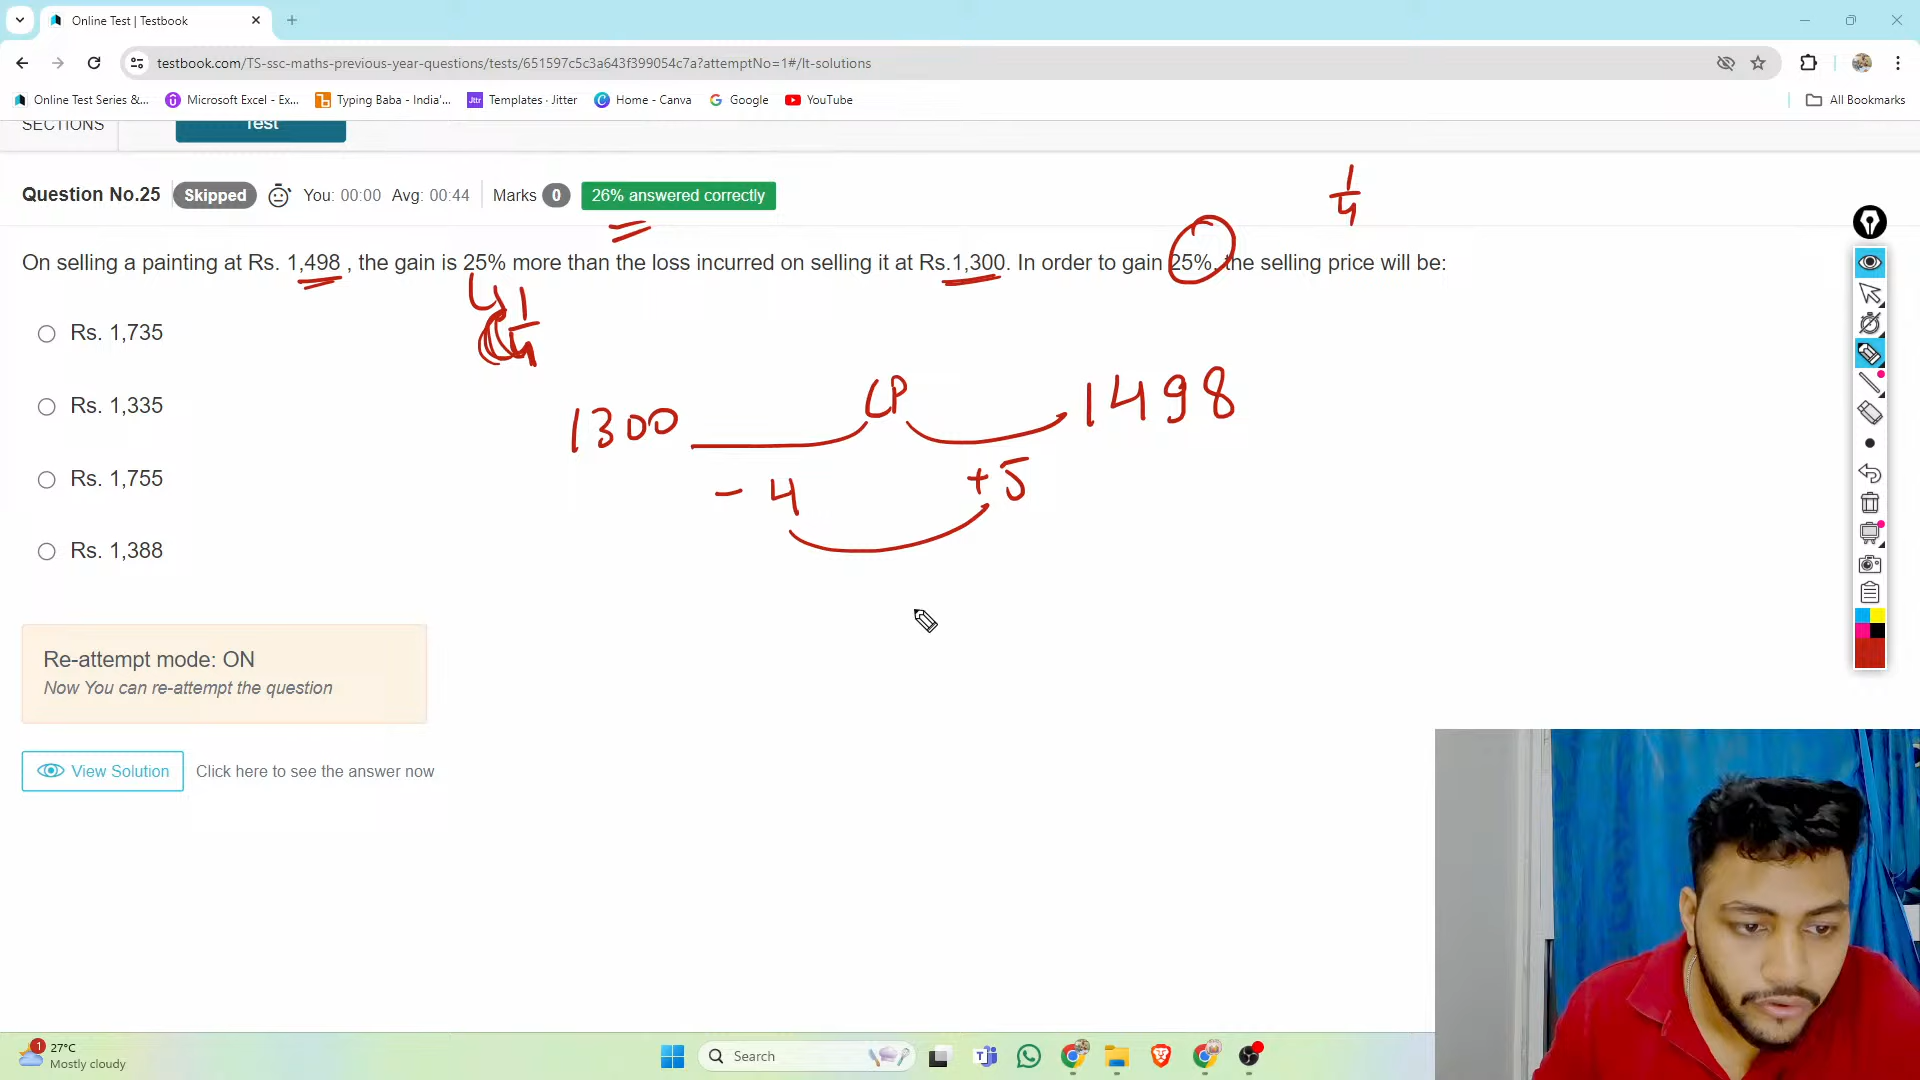 Online Test | Testbook
testbook.com/TS-ssc-maths-previous-year-questions/tests/651597c5c3a643f399054c7a?attemptNo=1#/lt-solutions
Online Test Series &... Microsoft Excel - Ex... Typing Baba - India'... Jttr Templates · Jitter Home - Canva Google YouTube All Bookmarks
SECTIONS Test
Question No.25 Skipped You: 00:00 Avg: 00:44 Marks 0 26% answered correctly
1/4
On selling a painting at Rs. 1,498 , the gain is 25% more than the loss incurred on selling it at Rs.1,300. In order to gain 25%, the selling price will be:
1/4
Rs. 1,735
Rs. 1,335
Rs. 1,755
Rs. 1,388
1300 CP 1498
- 4 + 5
Re-attempt mode: ON
Now You can re-attempt the question
View Solution Click here to see the answer now
1 27°C
Mostly cloudy
Search